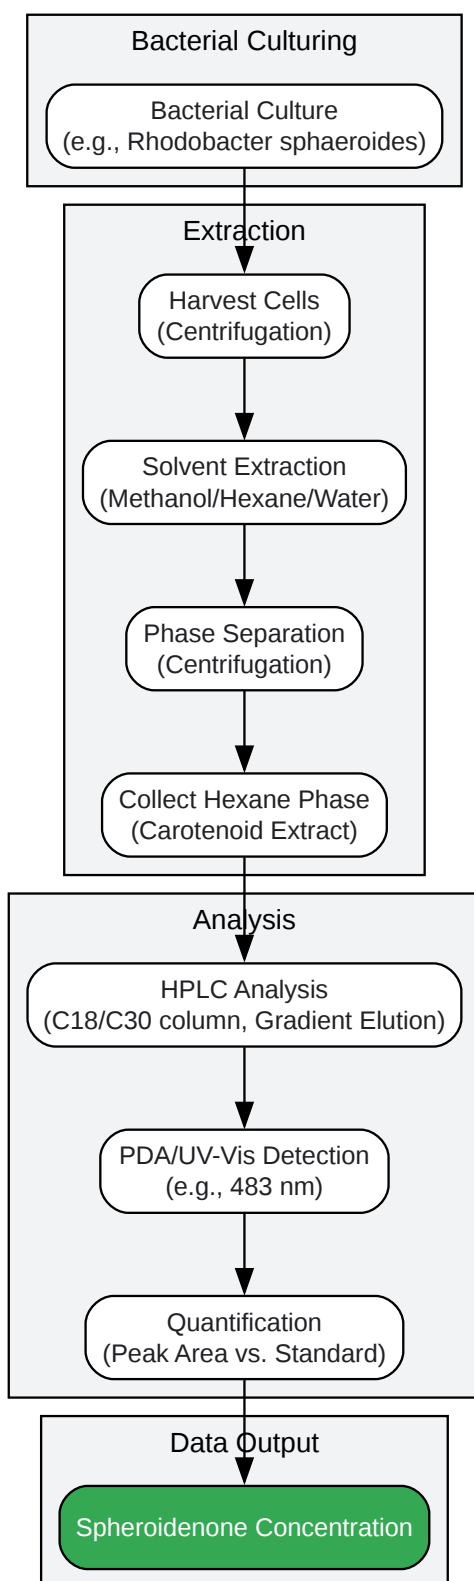 Bacterial Culturing
Bacterial Culture
(e.g., Rhodobacter sphaeroides)
Extraction
Harvest Cells
(Centrifugation)
Solvent Extraction
(Methanol/Hexane/Water)
Phase Separation
(Centrifugation)
Collect Hexane Phase
(Carotenoid Extract)
Analysis
HPLC Analysis
(C18/C30 column, Gradient Elution)
PDA/UV-Vis Detection
(e.g., 483 nm)
Quantification
(Peak Area vs. Standard)
Data Output
Spheroidenone Concentration